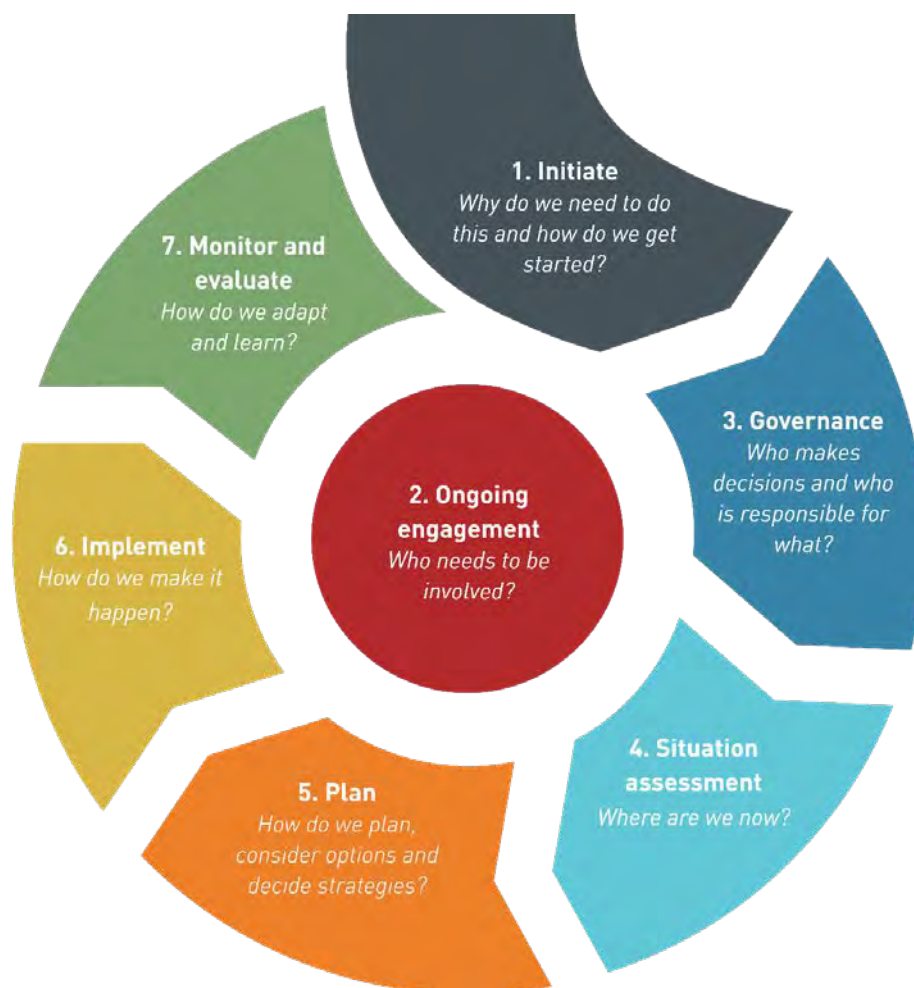 1. Initiate
Why do we need to do
this and how do we get
started?
2. Ongoing
engagement
Who needs to be
involved?
3. Governance
Who makes
decisions and who
is responsible for
what?
4. Situation
assessment
Where are we now?
5. Plan
How do we plan,
consider options and
decide strategies?
6. Implement
How do we make it
happen?
7. Monitor and
evaluate
How do we adapt
and learn?